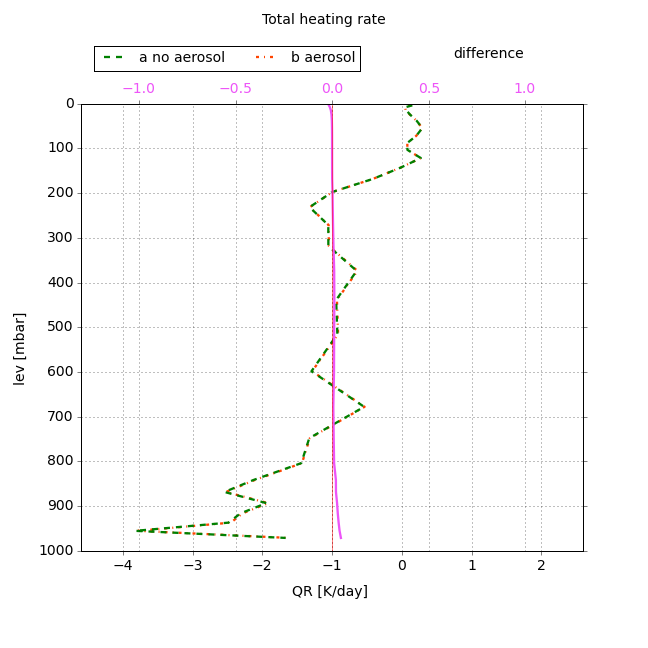 Total heating rate
a no aerosol b aerosol difference
−1.0 −0.5 0.0 0.5 1.0
0
100
200
300
400
500
600
700
800
900
1000
lev [mbar]
−4 −3 −2 −1 0 1 2
QR [K/day]